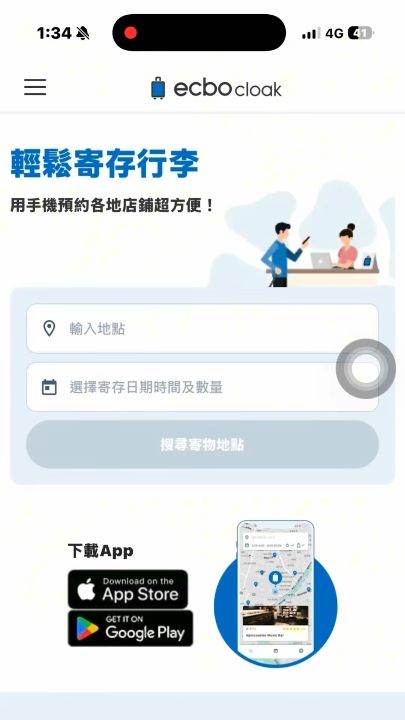 1:34
4G 41
ecbo cloak
輕鬆寄存行李
用手機預約各地店鋪超方便！
輸入地點
選擇寄存日期時間及數量
搜尋寄物地點
下載App
Download on the
App Store
GET IT ON
Google Play